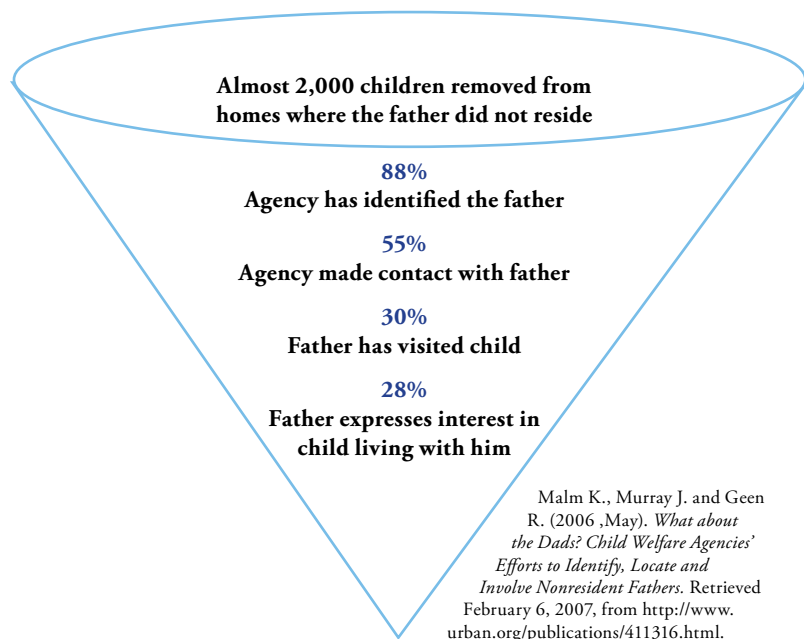 Almost 2,000 children removed from
homes where the father did not reside
88%
Agency has identified the father
55%
Agency made contact with father
30%
Father has visited child
28%
Father expresses interest in
child living with him
Malm K., Murray J. and Geen
R. (2006 ,May). What about
the Dads? Child Welfare Agencies’
Efforts to Identify, Locate and
Involve Nonresident Fathers. Retrieved
February 6, 2007, from http://www.
urban.org/publications/411316.html.